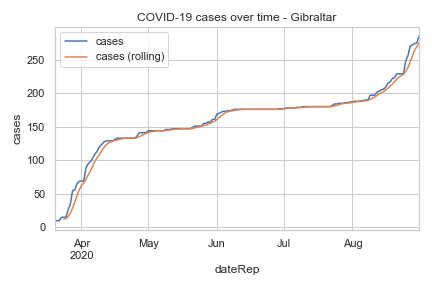 COVID-19 cases over time - Gibraltar
cases
cases (rolling)
250
200
150
100
50
0
cases
Apr
2020
May
Jun
Jul
Aug
dateRep